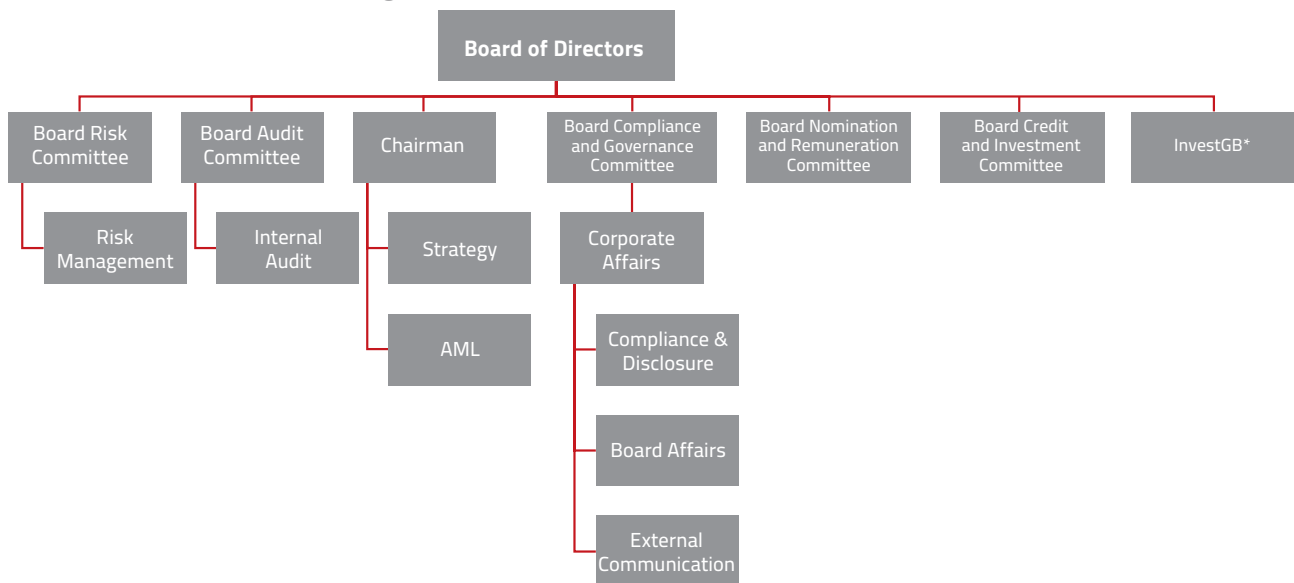 Board of Directors
Board Risk
Committee
Board Audit
Committee
Chairman
Board Compliance
and Governance
Committee
Board Nomination
and Remuneration
Committee
Board Credit
and Investment
Committee
InvestGB*
Risk
Management
Internal
Audit
Strategy
Corporate
Affairs
AML
Compliance &
Disclosure
Board Affairs
External
Communication